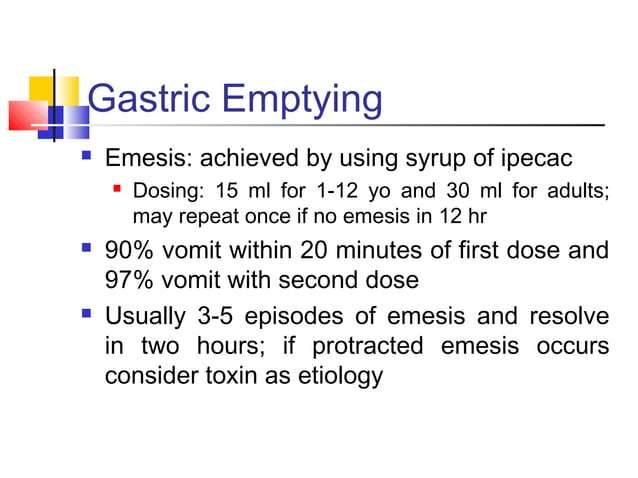 Gastric Emptying
Emesis: achieved by using syrup of ipecac
Dosing: 15 ml for 1-12 yo and 30 ml for adults;
may repeat once if no emesis in 12 hr
90% vomit within 20 minutes of first dose and
97% vomit with second dose
Usually 3-5 episodes of emesis and resolve
in two hours; if protracted emesis occurs
consider toxin as etiology